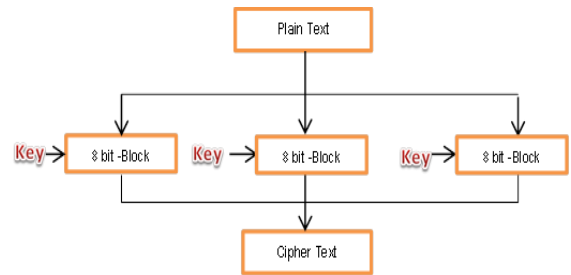 Plain Text
Key
8 bit -Block
Key
8 bit -Block
Key
8 bit -Block
Cipher Text